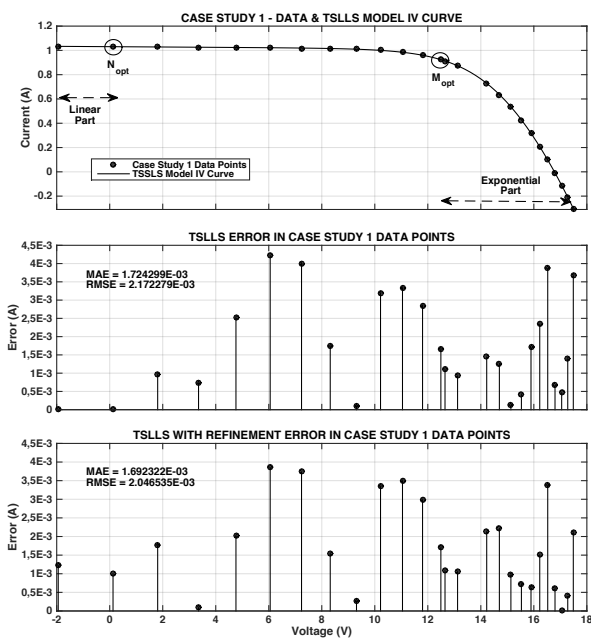 CASE STUDY 1 - DATA & TSLLS MODEL IV CURVE
1.2
1
0.8
0.6
0.4
0.2
0
-0.2
Current (A)
N opt
M opt
Linear
Part
Case Study 1 Data Points
TSSLS Model IV Curve
Exponential
Part
TSLLS ERROR IN CASE STUDY 1 DATA POINTS
4,5E-3
4E-3
3,5E-3
3E-3
2,5E-3
2E-3
1,5E-3
1E-3
0,5E-3
0
Error (A)
MAE = 1.724299E-03
RMSE = 2.172279E-03
TSLLS WITH REFINEMENT ERROR IN CASE STUDY 1 DATA POINTS
4,5E-3
4E-3
3,5E-3
3E-3
2,5E-3
2E-3
1,5E-3
1E-3
0,5E-3
0
Error (A)
MAE = 1.692322E-03
RMSE = 2.046535E-03
-2 0 2 4 6 8 10 12 14 16 18
Voltage (V)